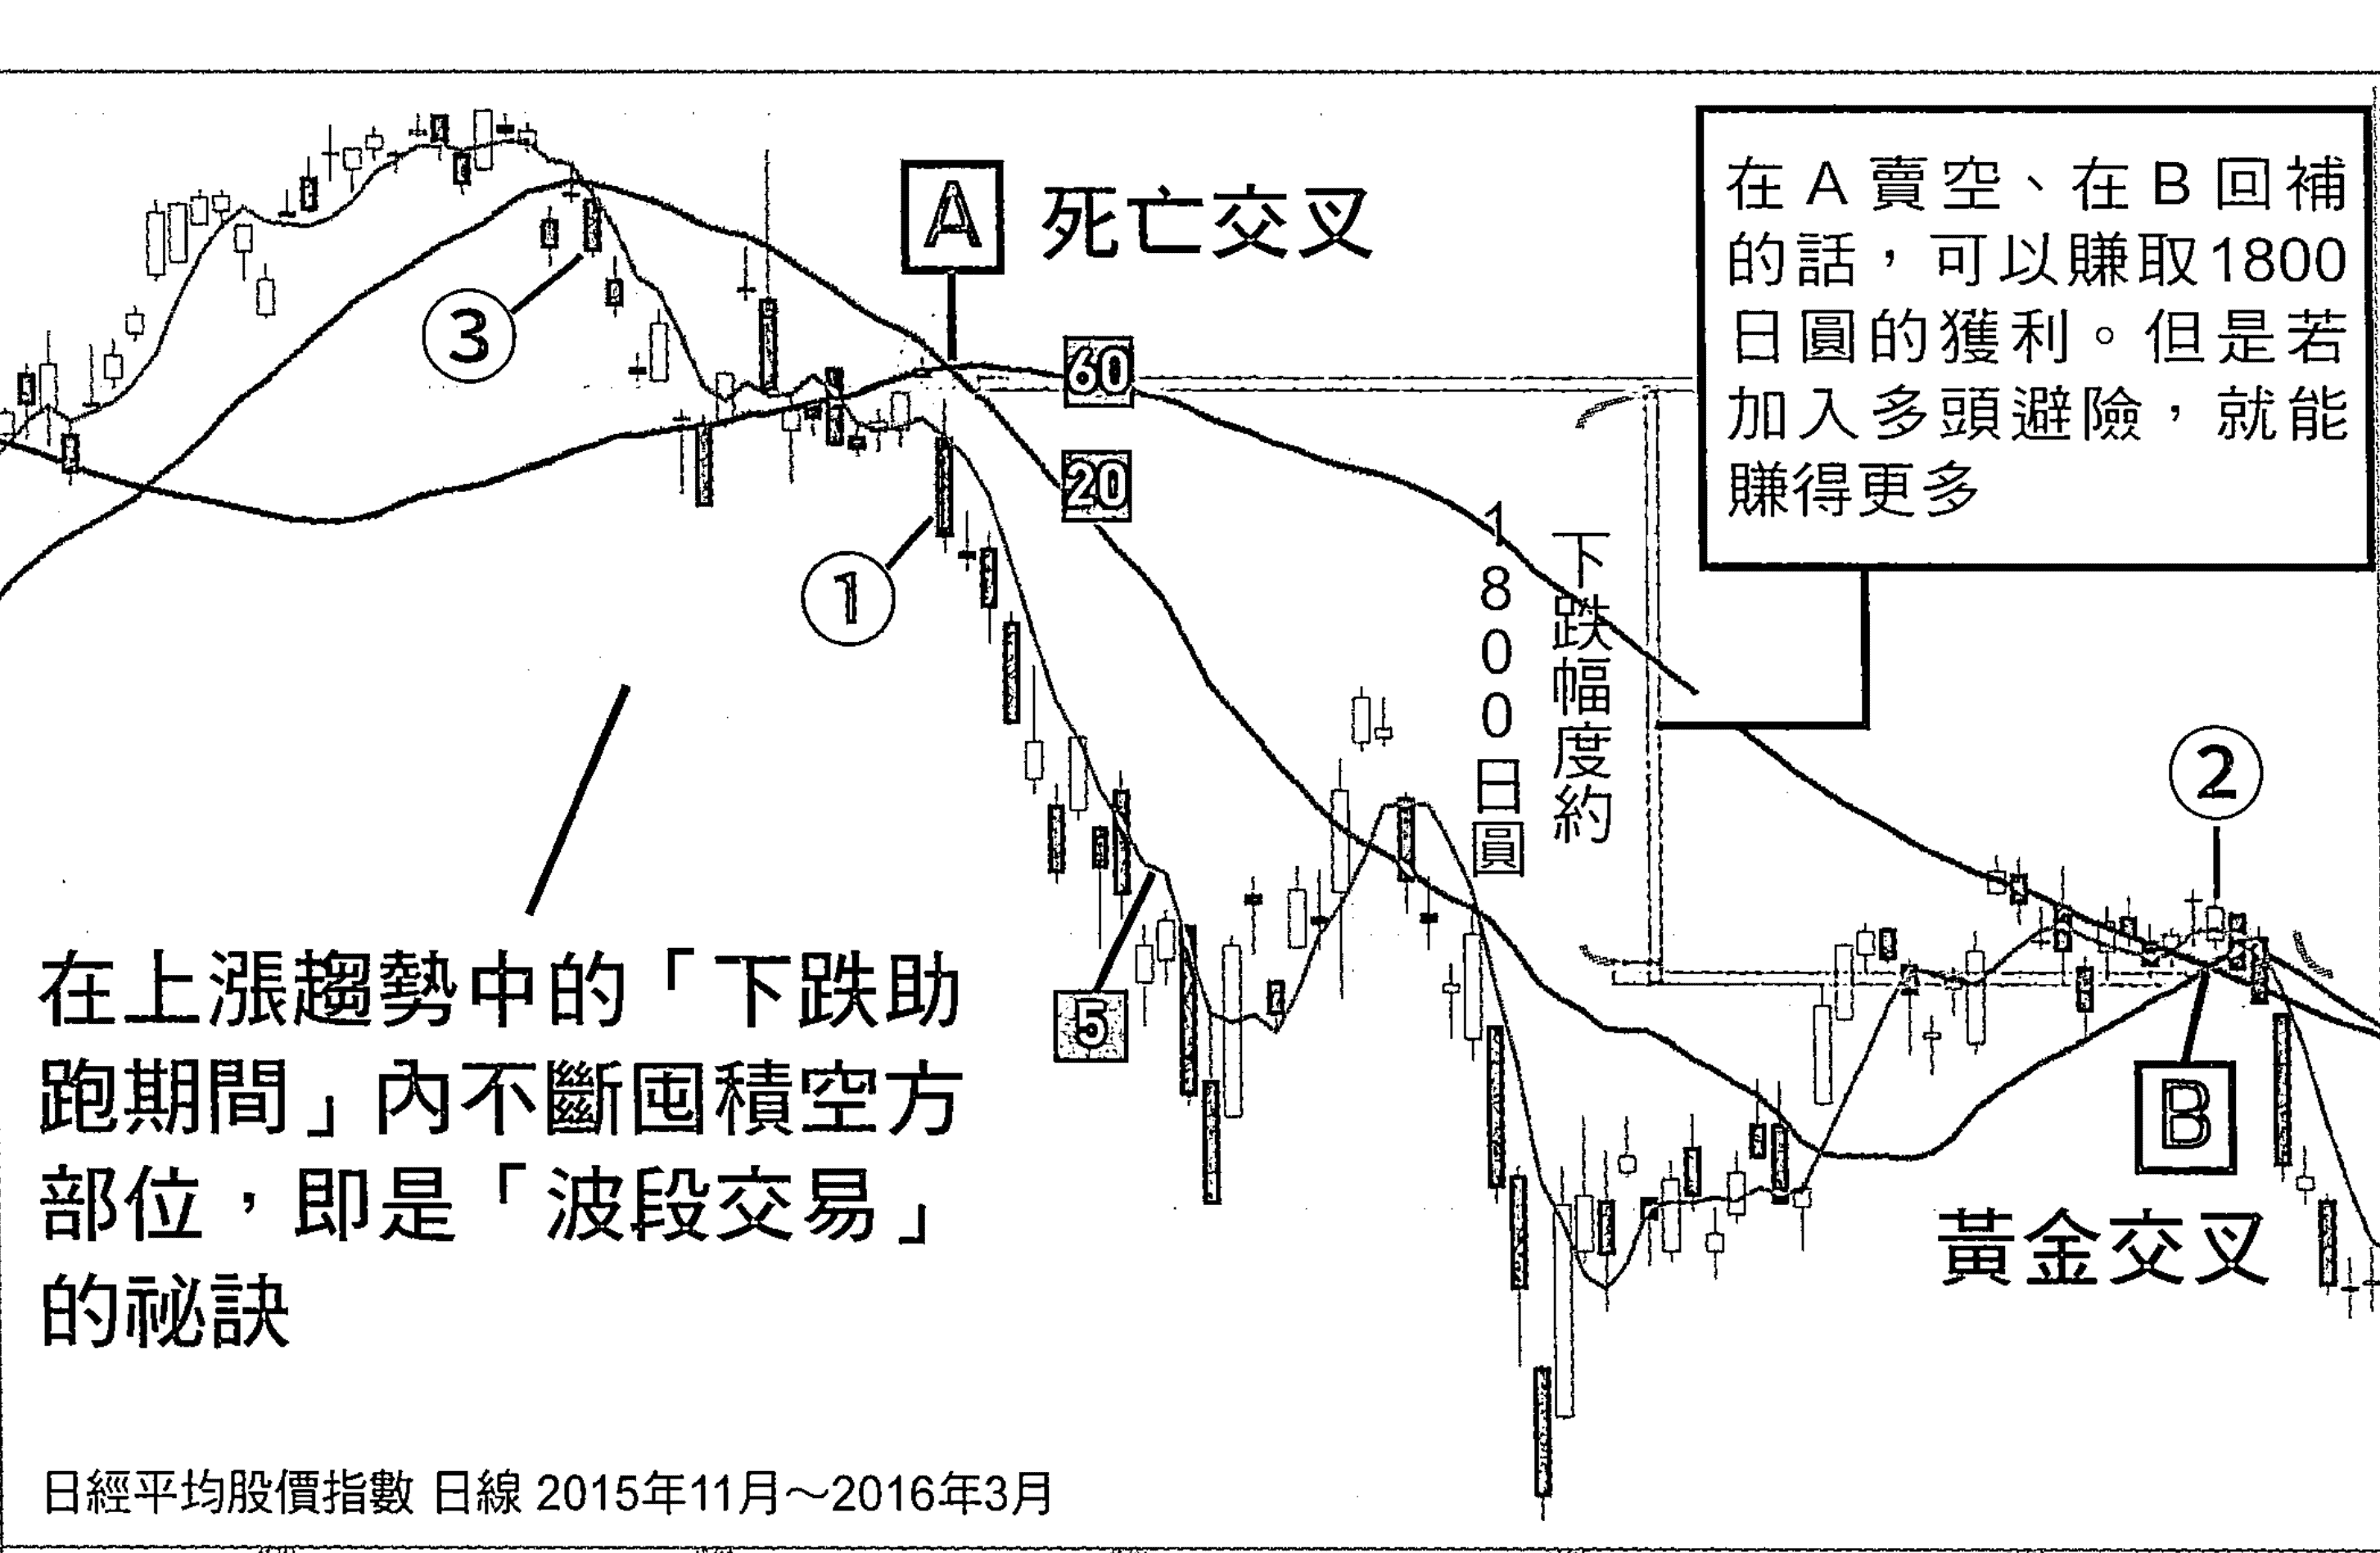 A 死亡交叉
在A賣空、在B回補
的話，可以賺取1800
日圓的獲利。但是若
加入多頭避險，就能
賺得更多
③
60
20
①
下跌幅度約
1800日圓
②
5
在上漲趨勢中的「下跌助
跑期間」內不斷囤積空方
部位，即是「波段交易」
的祕訣
B
黃金交叉
日經平均股價指數 日線 2015年11月～2016年3月